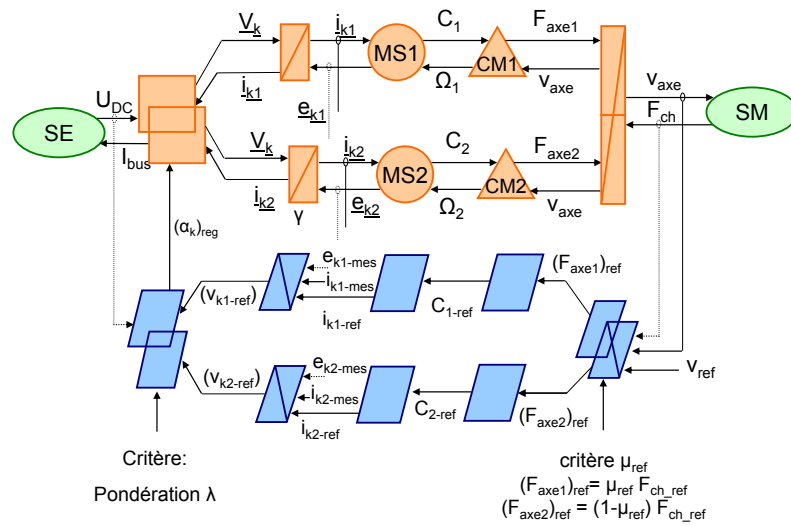 V_k
i_k1
C_1
F_axe1
MS1
CM1
i_k1
Ω_1
v_axe
e_k1
U_DC
SE
I_bus
v_axe
F_ch
SM
V_k
i_k2
C_2
F_axe2
MS2
CM2
i_k2
γ
e_k2
Ω_2
v_axe
(α_k)_reg
e_k1-mes
i_k1-mes
(v_k1-ref)
i_k1-ref
C_1-ref
(F_axe1)_ref
v_ref
e_k2-mes
(v_k2-ref)
i_k2-mes
i_k2-ref
C_2-ref
(F_axe2)_ref
Critère:
Pondération λ
critère μ_ref
(F_axe1)_ref= μ_ref F_ch_ref
(F_axe2)_ref = (1-μ_ref) F_ch_ref